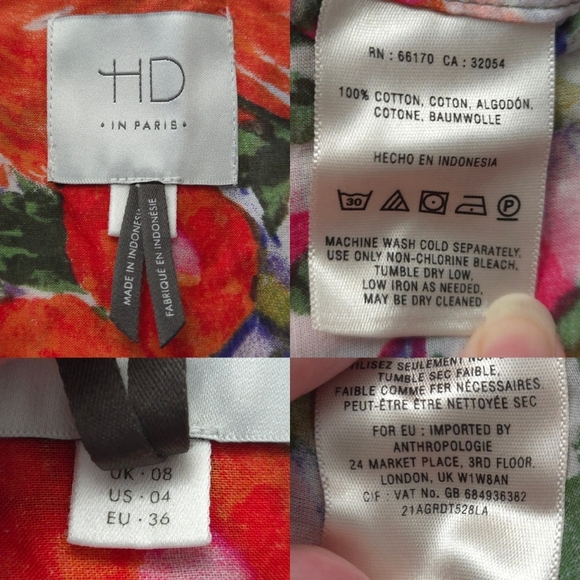 HD
• IN PARIS •
MADE IN INDONESIA
FABRIQUÉ EN INDONÉSIE
RN : 66170 CA : 32054
100% COTTON, COTON, ALGODÓN,
COTONE, BAUMWOLLE
HECHO EN INDONESIA
30
P
MACHINE WASH COLD SEPARATELY.
USE ONLY NON-CHLORINE BLEACH,
TUMBLE DRY LOW.
LOW IRON AS NEEDED,
MAY BE DRY CLEANED
UK • 08
US • 04
EU • 36
UTILISEZ SEULEMENT NON
TUMBLE SEC FAIBLE,
FAIBLE COMME FER NÉCESSAIRES.
PEUT-ÊTRE ÊTRE NETTOYÉE SEC
FOR EU : IMPORTED BY
ANTHROPOLOGIE
24 MARKET PLACE, 3RD FLOOR.
LONDON, UK W1W8AN
CIF : VAT No. GB 684936382
21AGRDT528LA